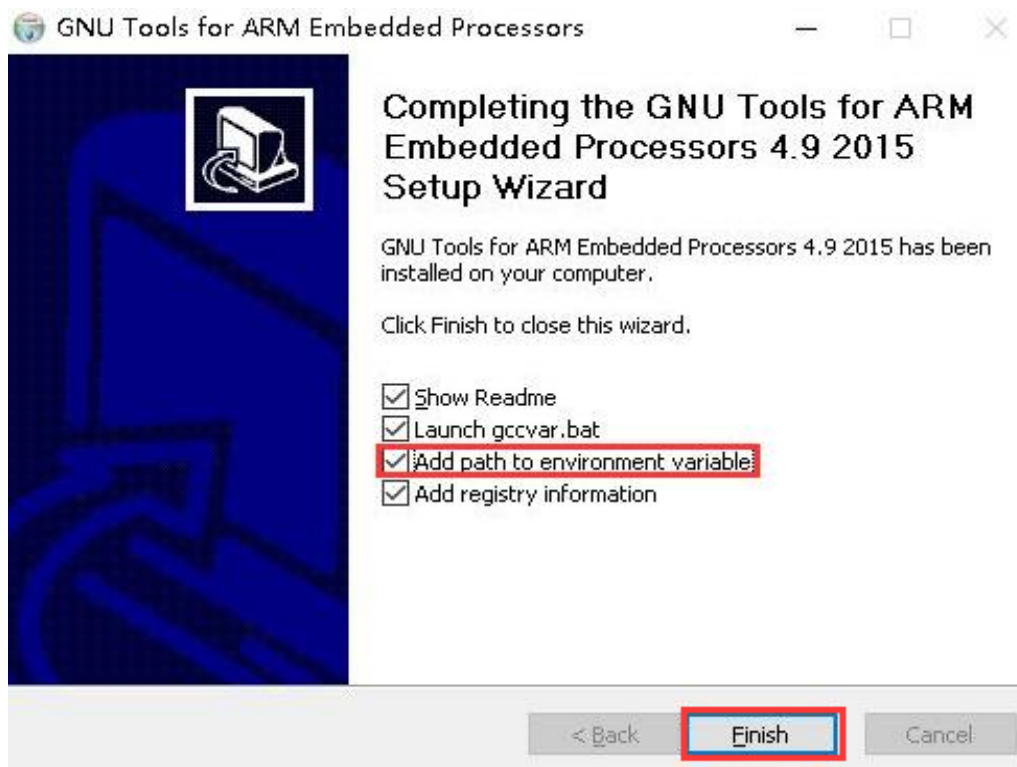 GNU Tools for ARM Embedded Processors
Completing the GNU Tools for ARM
Embedded Processors 4.9 2015
Setup Wizard
GNU Tools for ARM Embedded Processors 4.9 2015 has been
installed on your computer.
Click Finish to close this wizard.
Show Readme
Launch gccvar.bat
Add path to environment variable
Add registry information
< Back
Finish
Cancel